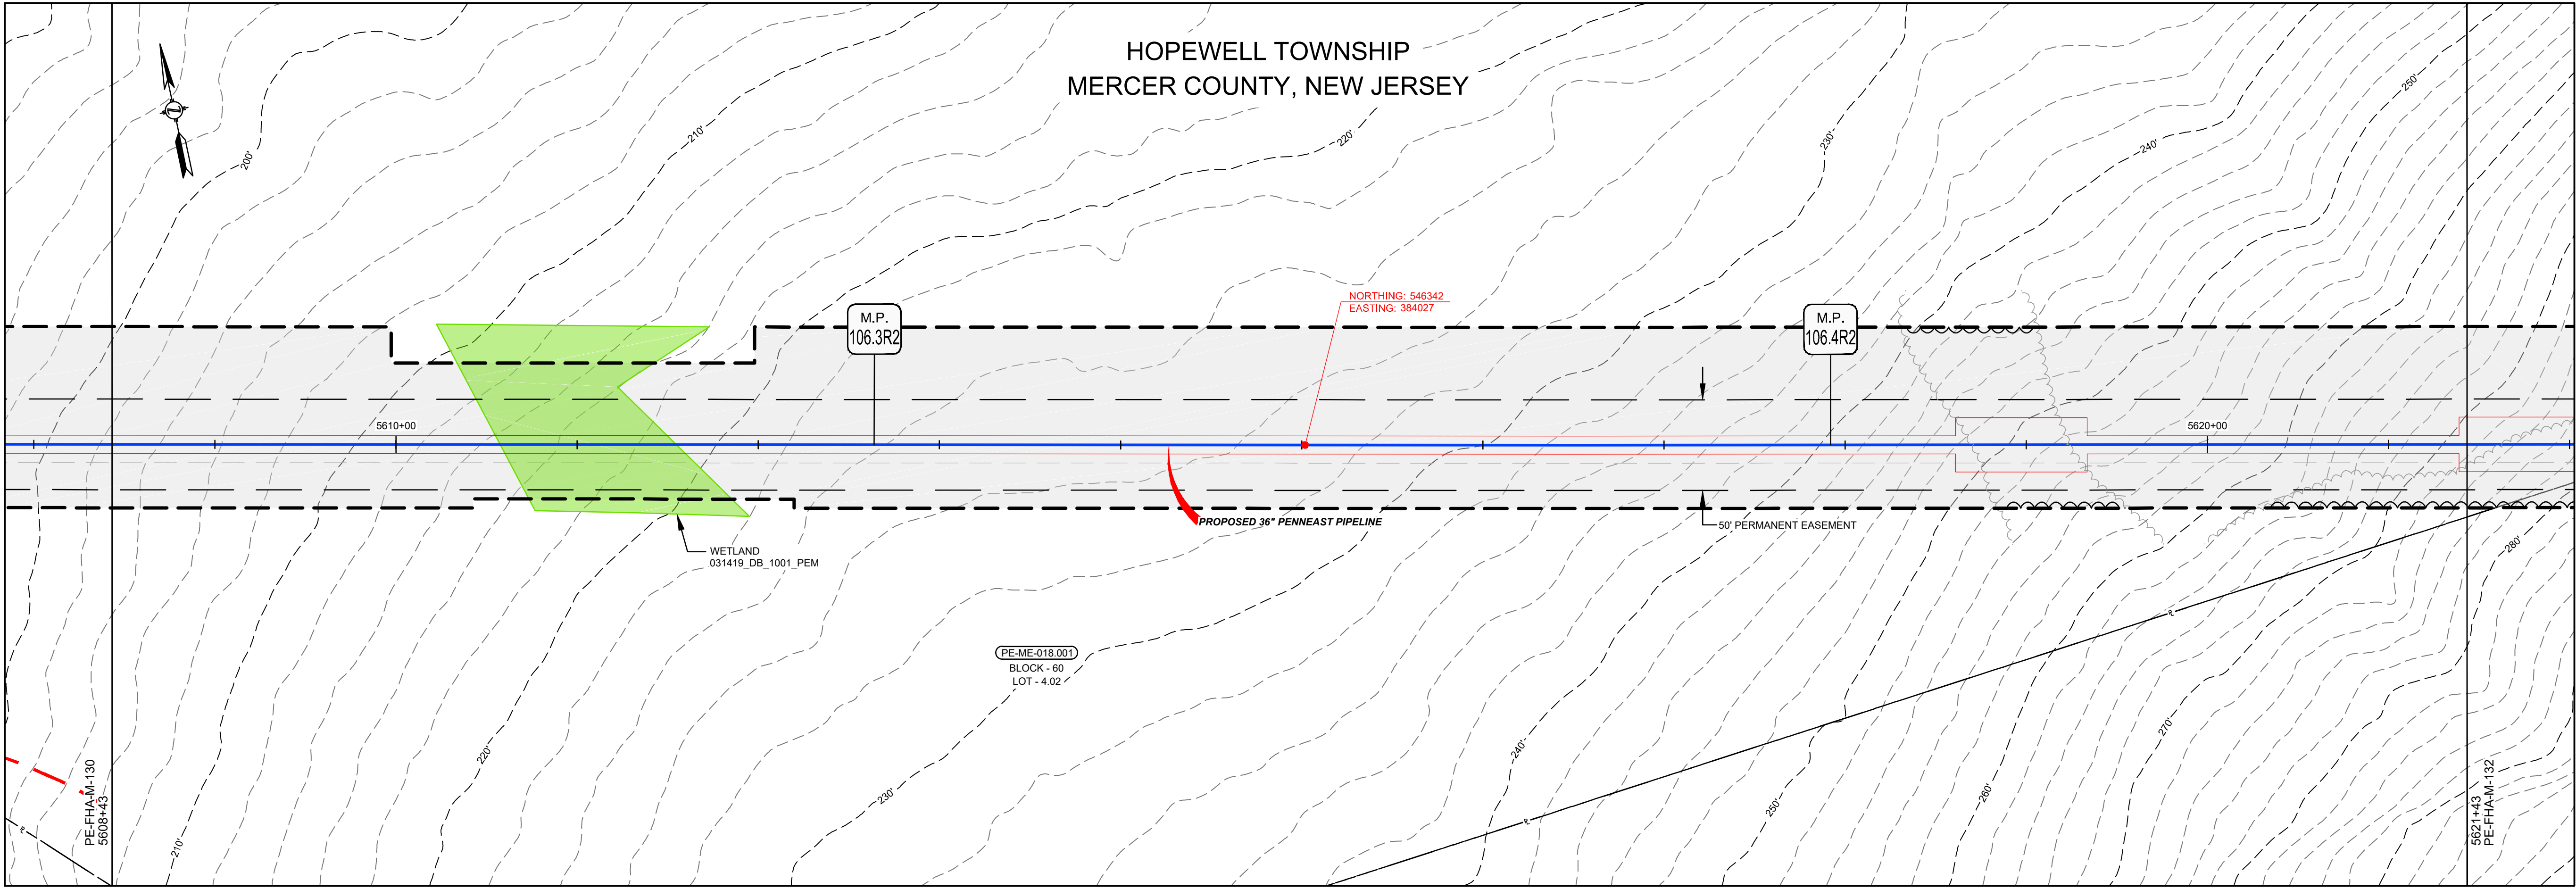 HOPEWELL TOWNSHIP
MERCER COUNTY, NEW JERSEY
N
200'
210'
220'
230'
240'
250'
M.P.
106.3R2
NORTHING: 546342
EASTING: 384027
M.P.
106.4R2
5610+00
5620+00
PROPOSED 36" PENNEAST PIPELINE
50' PERMANENT EASEMENT
WETLAND
031419_DB_1001_PEM
PE-ME-018.001
BLOCK - 60
LOT - 4.02
PE-FHA-M-130
5608+43
210'
220'
230'
240'
250'
260'
270'
280'
5621+43
PE-FHA-M-132